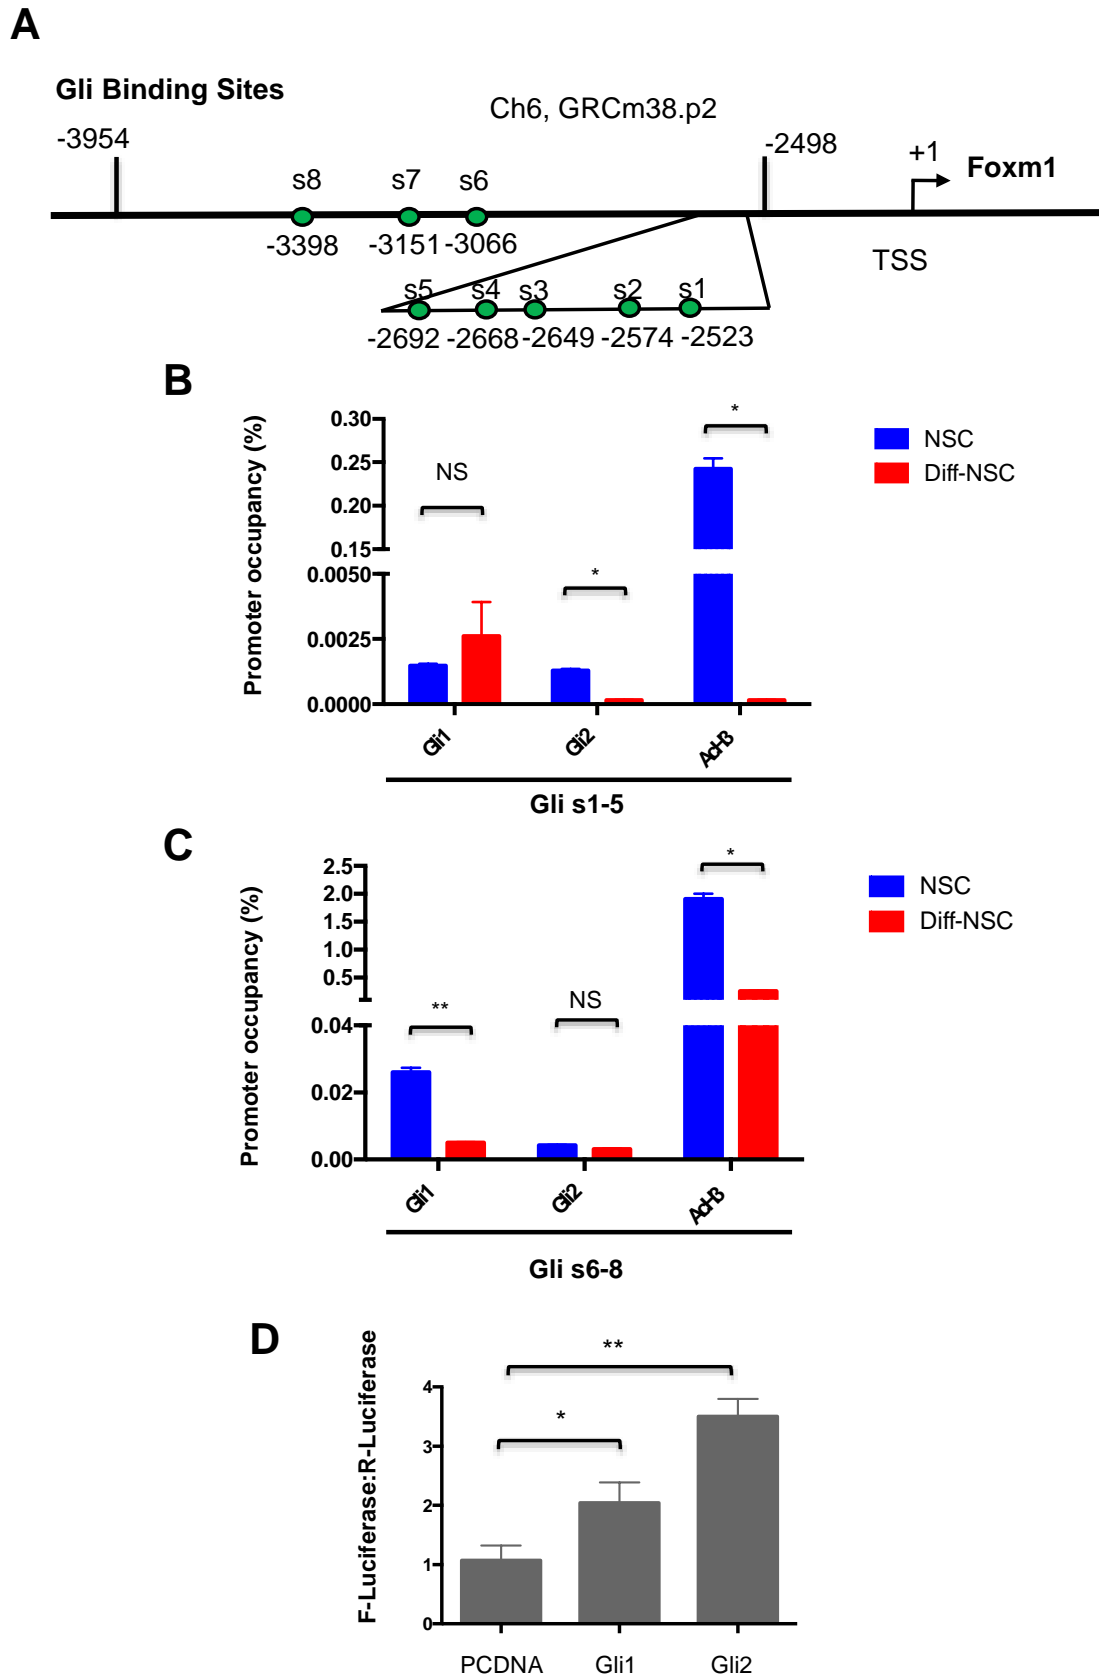 A
Gli Binding Sites
Ch6, GRCm38.p2
-3954
-2498
+1
Foxm1
s8 s7 s6
-3398 -3151 -3066
TSS
s5 s4 s3 s2 s1
-2692 -2668 -2649 -2574 -2523
B
Promoter occupancy (%)
0.30
0.25
0.20
0.15
0.0050
0.0025
0.0000
NS
*
*
NSC
Diff-NSC
Gli1 Gli2 AcH3
Gli s1-5
C
Promoter occupancy (%)
2.5
2.0
1.5
1.0
0.5
0.04
0.02
0.00
**
NS
*
NSC
Diff-NSC
Gli1 Gli2 AcH3
Gli s6-8
D
F-Luciferase:R-Luciferase
4
3
2
1
0
**
*
PCDNA Gli1 Gli2